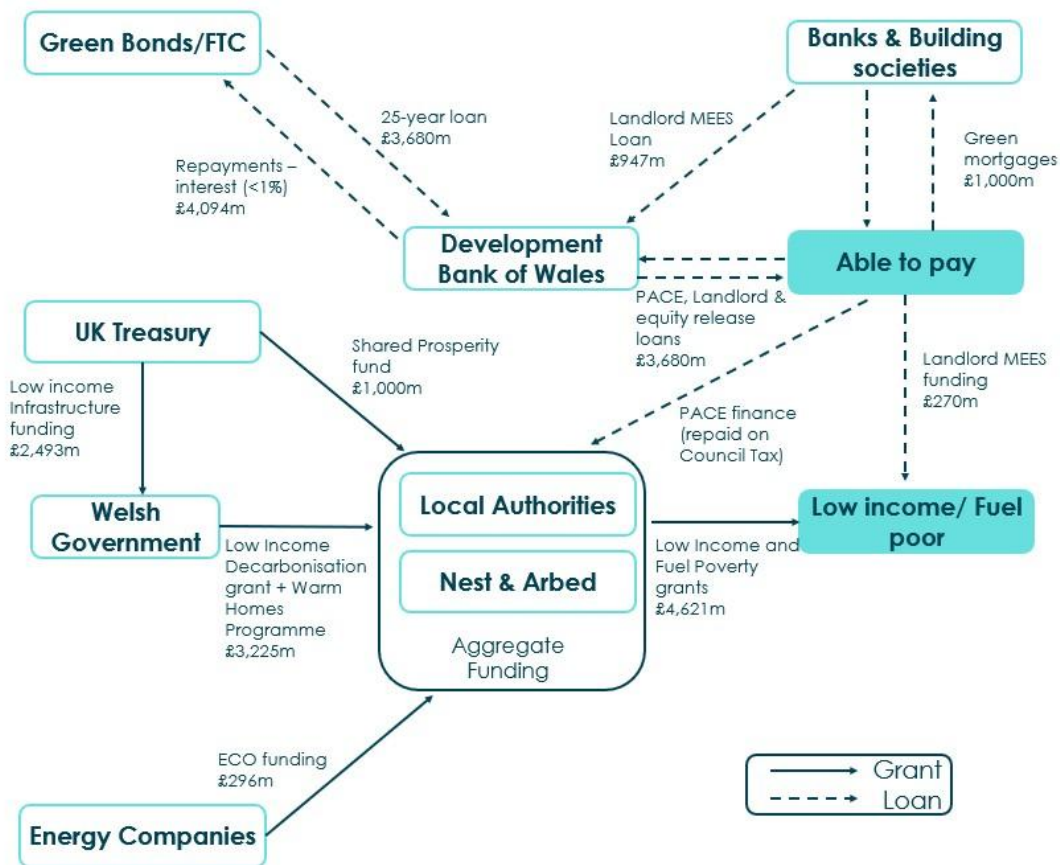 Green Bonds/FTC
Banks & Building
societies
25-year loan
£3,680m
Landlord MEES
Loan
£947m
Green
mortgages
£1,000m
Repayments –
interest (<1%)
£4,094m
Development
Bank of Wales
Able to pay
PACE, Landlord &
equity release
loans
£3,680m
UK Treasury
Shared Prosperity
fund
£1,000m
Landlord MEES
funding
£270m
Low income
Infrastructure
funding
£2,493m
PACE finance
(repaid on
Council Tax)
Welsh
Government
Local Authorities
Nest & Arbed
Aggregate
Funding
Low income/ Fuel
poor
Low Income
Decarbonisation
grant + Warm
Homes
Programme
£3,225m
Low Income and
Fuel Poverty
grants
£4,621m
ECO funding
£296m
Energy Companies
Grant
Loan